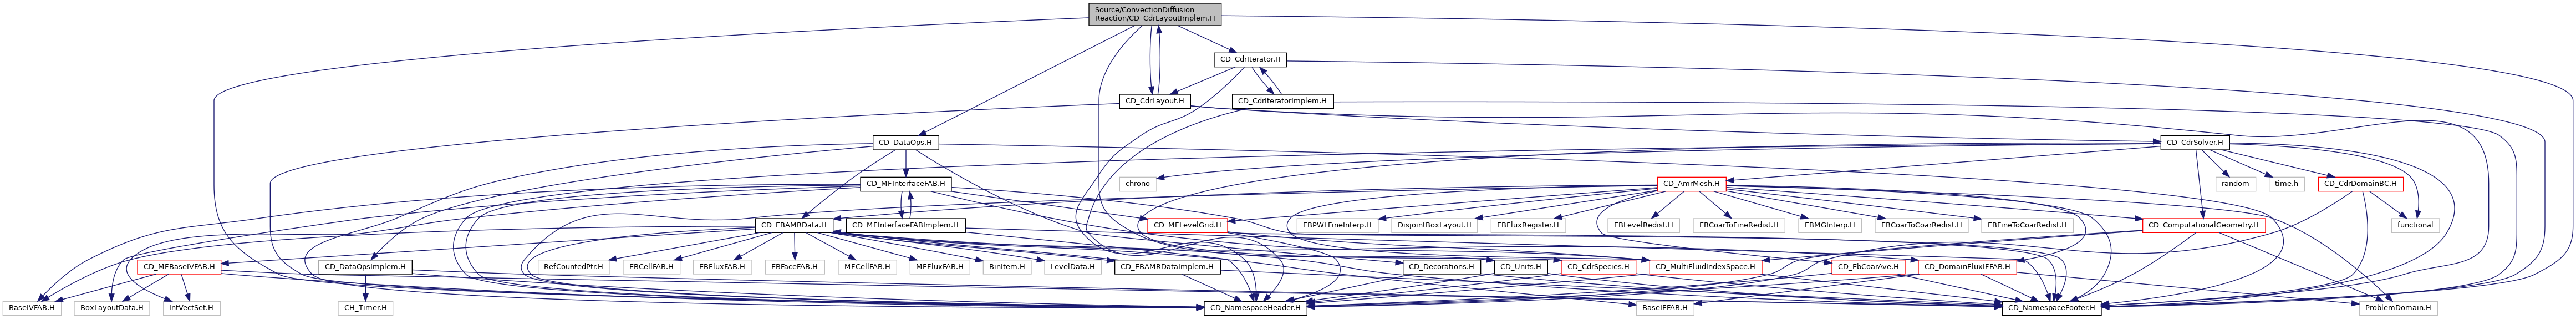 Source/ConvectionDiffusion
Reaction/CD_CdrLayoutImplem.H
CD_CdrIterator.H
CD_CdrLayout.H
CD_CdrIteratorImplem.H
CD_DataOps.H
CD_CdrSolver.H
CD_MFInterfaceFAB.H
chrono
CD_AmrMesh.H
random
time.h
CD_CdrDomainBC.H
CD_EBAMRData.H
CD_MFInterfaceFABImplem.H
CD_MFLevelGrid.H
EBPWLFineInterp.H
DisjointBoxLayout.H
EBFluxRegister.H
EBLevelRedist.H
EBCoarToFineRedist.H
EBMGInterp.H
EBCoarToCoarRedist.H
EBFineToCoarRedist.H
CD_ComputationalGeometry.H
functional
CD_MFBaseIVFAB.H
CD_DataOpsImplem.H
RefCountedPtr.H
EBCellFAB.H
EBFluxFAB.H
EBFaceFAB.H
MFCellFAB.H
MFFluxFAB.H
BinItem.H
LevelData.H
CD_EBAMRDataImplem.H
CD_Decorations.H
CD_Units.H
CD_CdrSpecies.H
CD_MultiFluidIndexSpace.H
CD_EbCoarAve.H
CD_DomainFluxIFFAB.H
BaseIVFAB.H
BoxLayoutData.H
IntVectSet.H
CH_Timer.H
CD_NamespaceHeader.H
BaseIFFAB.H
CD_NamespaceFooter.H
ProblemDomain.H